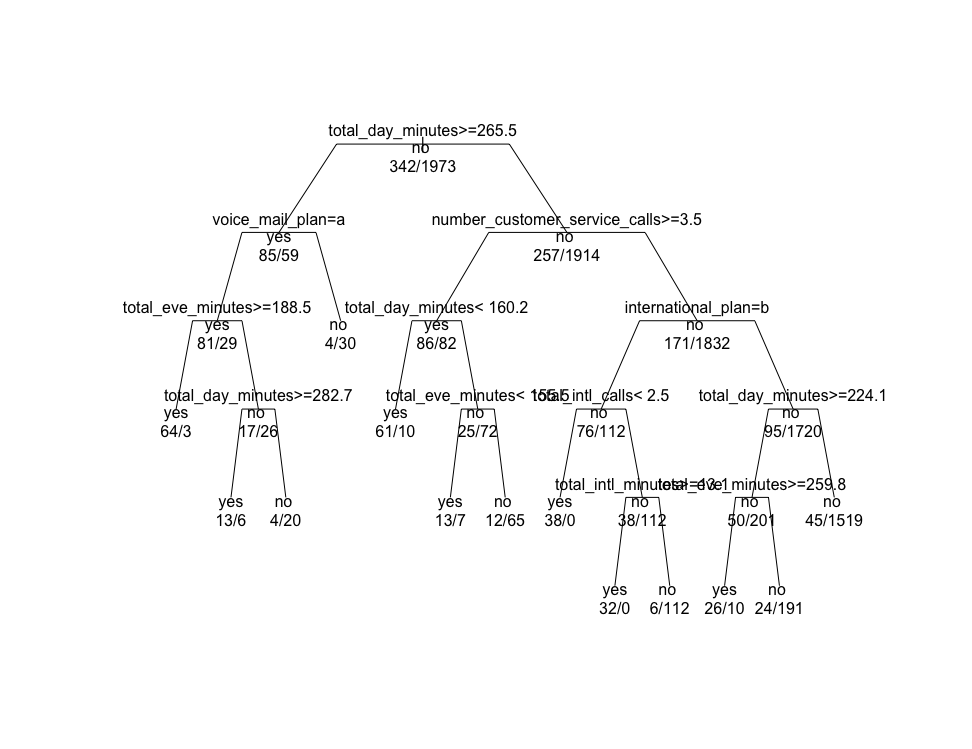 total_day_minutes>=265.5
no
342/1973
voice_mail_plan=a
yes
85/59
number_customer_service_calls>=3.5
no
257/1914
total_eve_minutes>=188.5
yes
81/29
no
4/30
total_day_minutes< 160.2
yes
86/82
international_plan=b
no
171/1832
yes
64/3
total_day_minutes>=282.7
no
17/26
yes
61/10
total_eve_minutes< 155.5
no
25/72
total_intl_calls< 2.5
no
76/112
total_day_minutes>=224.1
no
95/1720
yes
13/6
no
4/20
yes
13/7
no
12/65
yes
38/0
total_intl_minutes>=13.1
no
38/112
total_eve_minutes>=259.8
no
50/201
no
45/1519
yes
32/0
no
6/112
yes
26/10
no
24/191